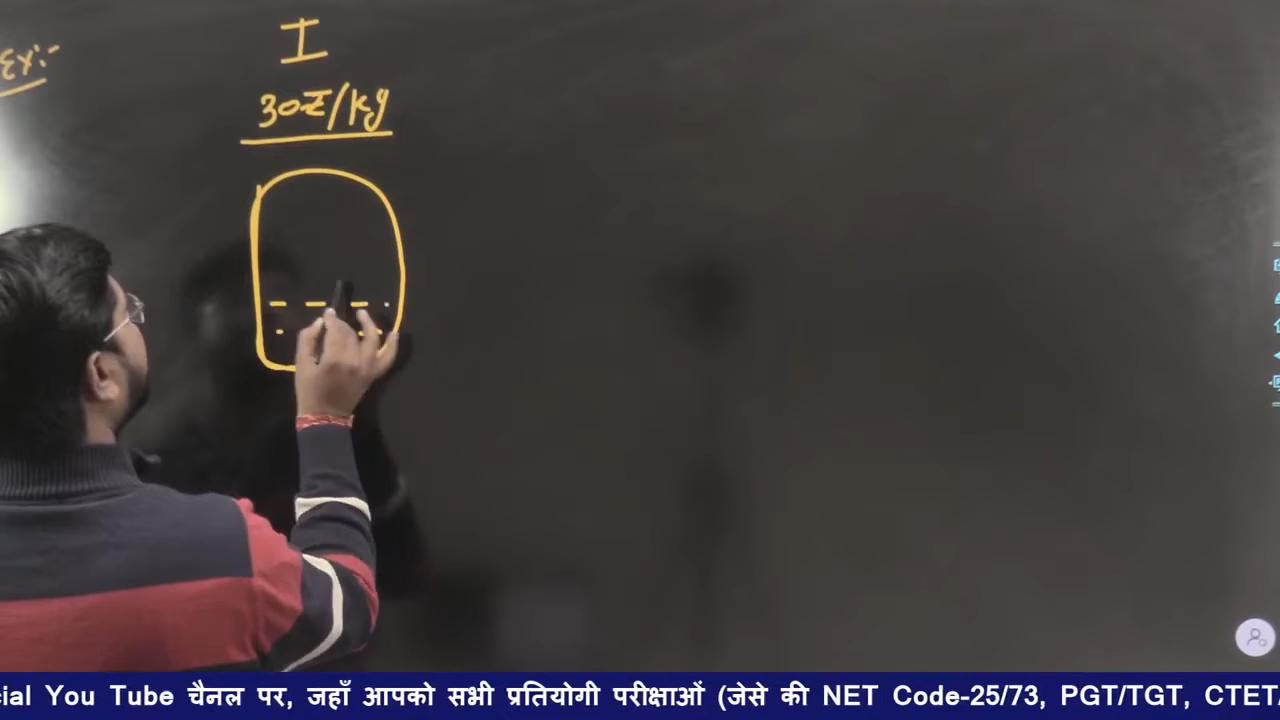 Ex:-
I
30₹/kg
cial You Tube चैनल पर, जहाँ आपको सभी प्रतियोगी परीक्षाओं (जेसे की NET Code-25/73, PGT/TGT, CTET